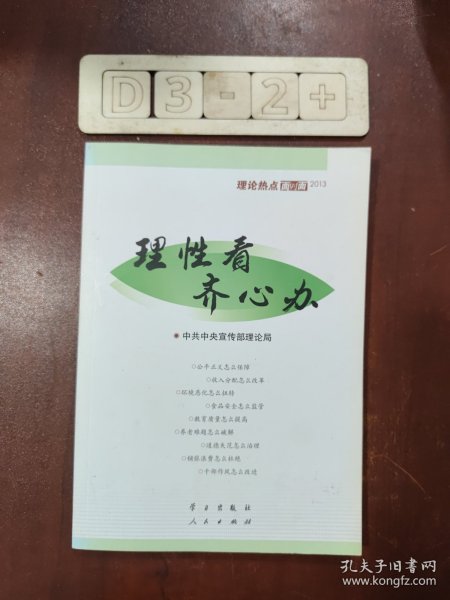 D3-2+
理论热点面对面2013
理性看
齐心办
中共中央宣传部理论局
○公平正义怎么保障
○收入分配怎么改革
○环境恶化怎么扭转
○食品安全怎么监管
○教育质量怎么提高
○养老难题怎么破解
○道德失范怎么治理
○铺张浪费怎么杜绝
○干部作风怎么改进
学习出版社
人民出版社
孔夫子旧书网
www.kongfz.com